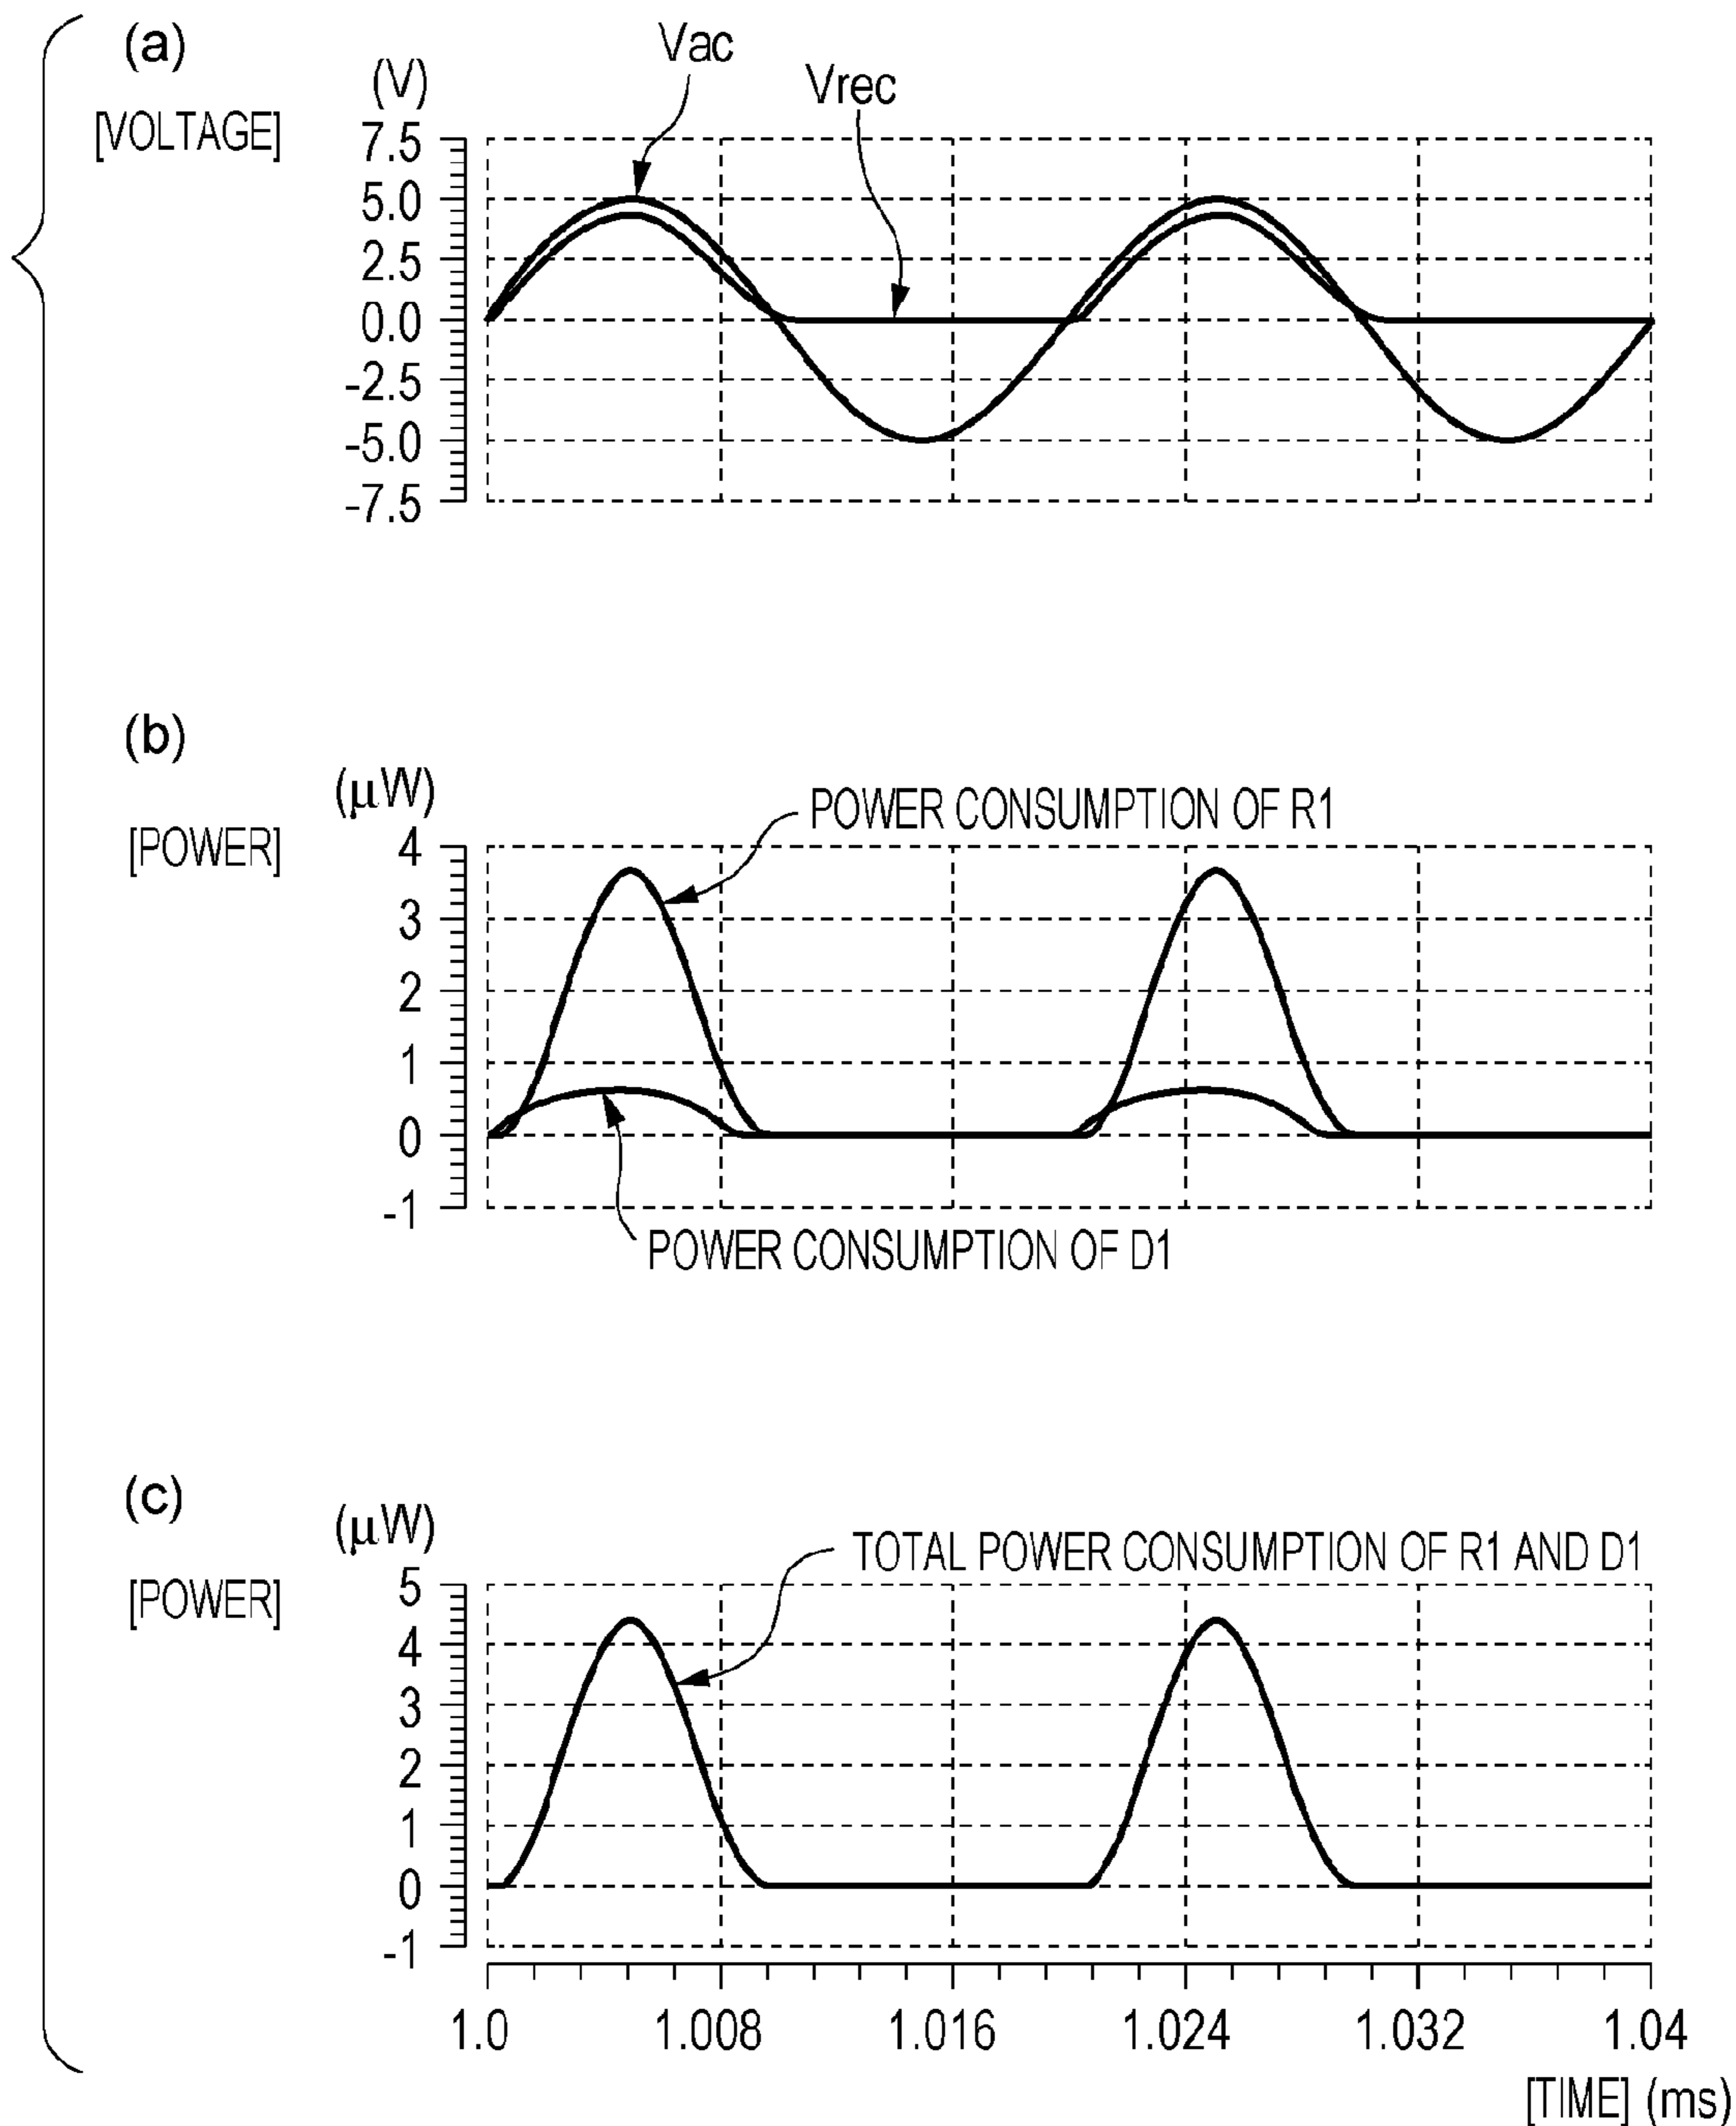 (a)
[VOLTAGE]
(V)
Vac
Vrec
7.5
5.0
2.5
0.0
-2.5
-5.0
-7.5
(b)
[POWER]
(μW)
POWER CONSUMPTION OF R1
4
3
2
1
0
-1
POWER CONSUMPTION OF D1
(c)
[POWER]
(μW)
TOTAL POWER CONSUMPTION OF R1 AND D1
5
4
3
2
1
0
-1
1.0 1.008 1.016 1.024 1.032 1.04
[TIME] (ms)